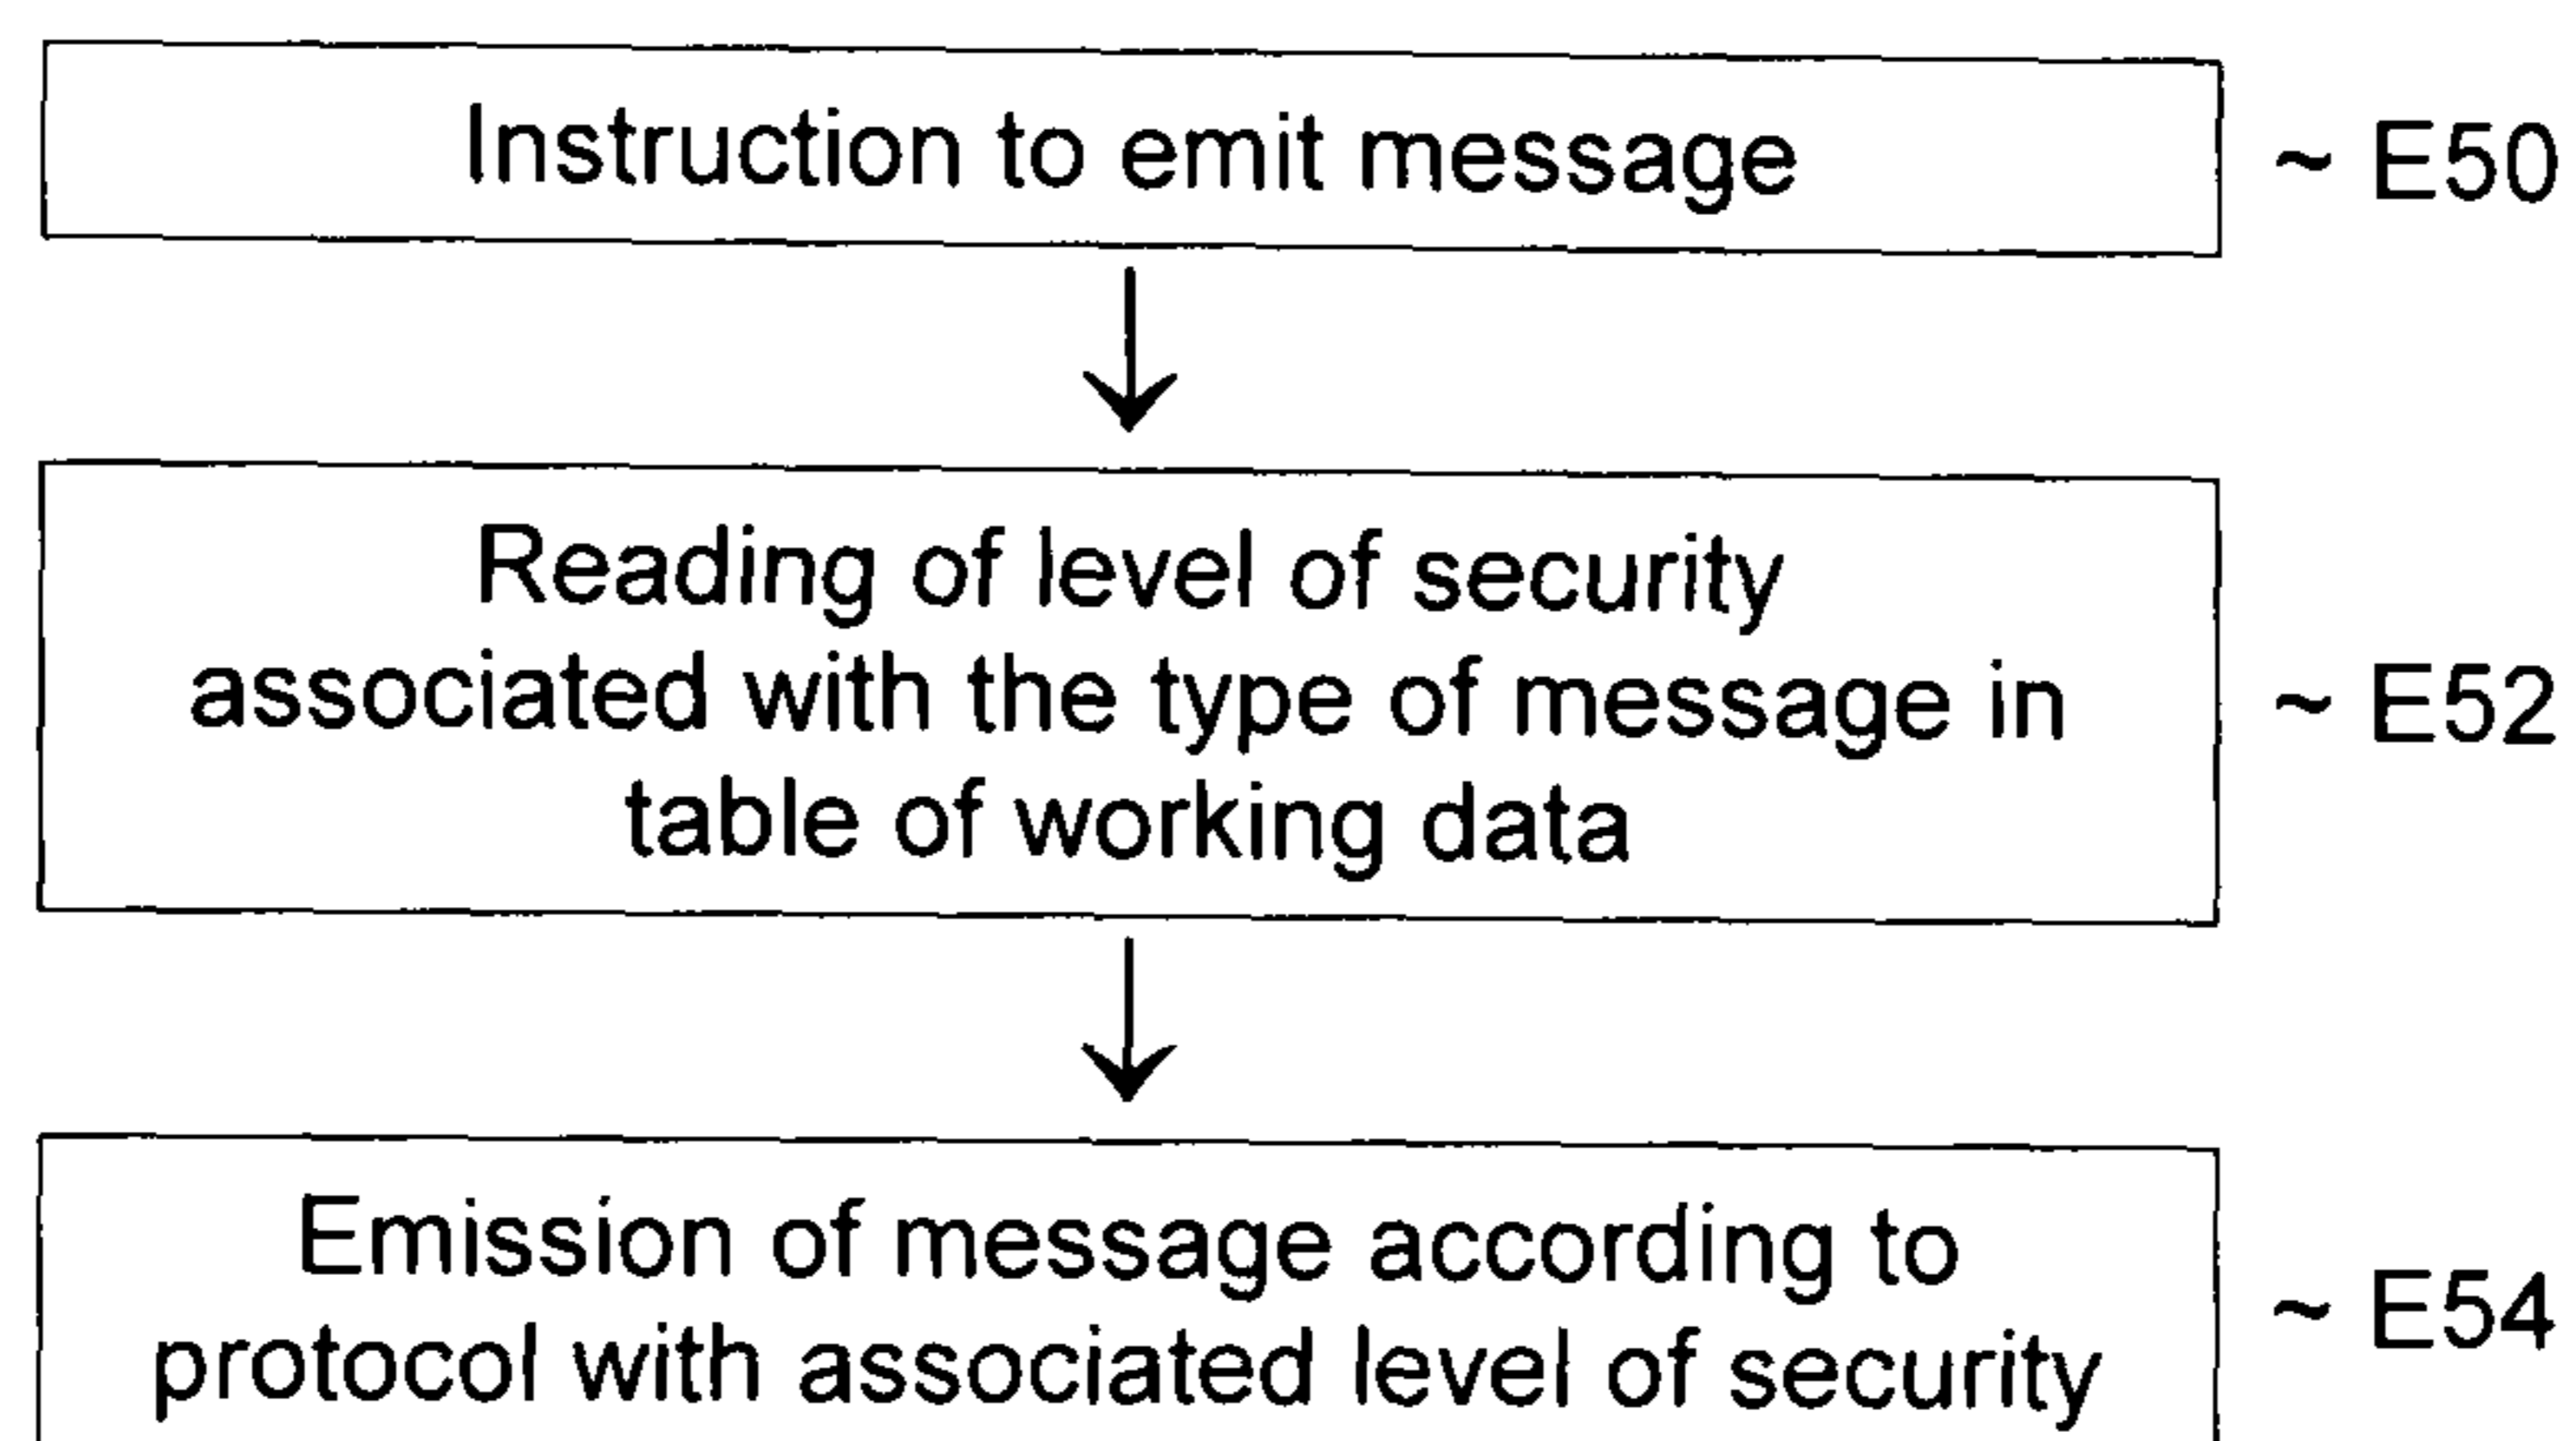 Instruction to emit message
~ E50
Reading of level of security
associated with the type of message in
table of working data
~ E52
Emission of message according to
protocol with associated level of security
~ E54